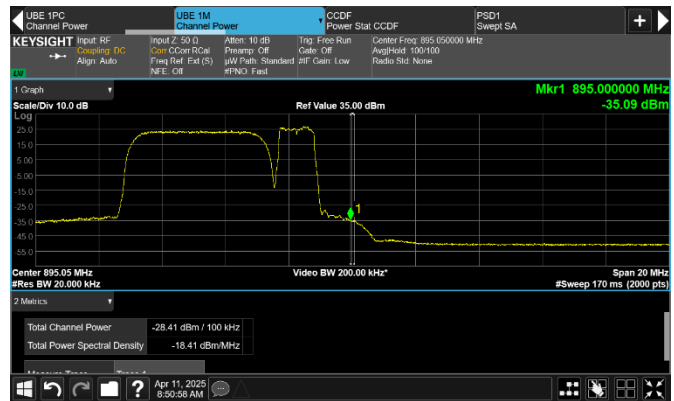 UBE 1PC
Channel Power
UBE 1M
Channel Power
CCDF
Power Stat CCDF
PSD1
Swept SA
KEYSIGHT
Input: RF
Coupling: DC
Align: Auto
Input Z: 50 Ω
Corr CCorr RCal
Freq Ref: Ext (S)
NFE: Off
Atten: 10 dB
Preamp: Off
µW Path: Standard
#PNO: Fast
Trig: Free Run
Gate: Off
#IF Gain: Low
Center Freq: 895.050000 MHz
Avg|Hold: 100/100
Radio Std: None
LXI
1 Graph
Mkr1 895.000000 MHz
-35.09 dBm
Scale/Div 10.0 dB
Ref Value 35.00 dBm
Log
25.0
15.0
5.00
-5.00
-15.0
-25.0
-35.0
-45.0
-55.0
1
Center 895.05 MHz
#Res BW 20.000 kHz
Video BW 200.00 kHz*
Span 20 MHz
#Sweep 170 ms (2000 pts)
2 Metrics
Total Channel Power -28.41 dBm / 100 kHz
Total Power Spectral Density -18.41 dBm/MHz
?
Apr 11, 2025
8:50:58 AM